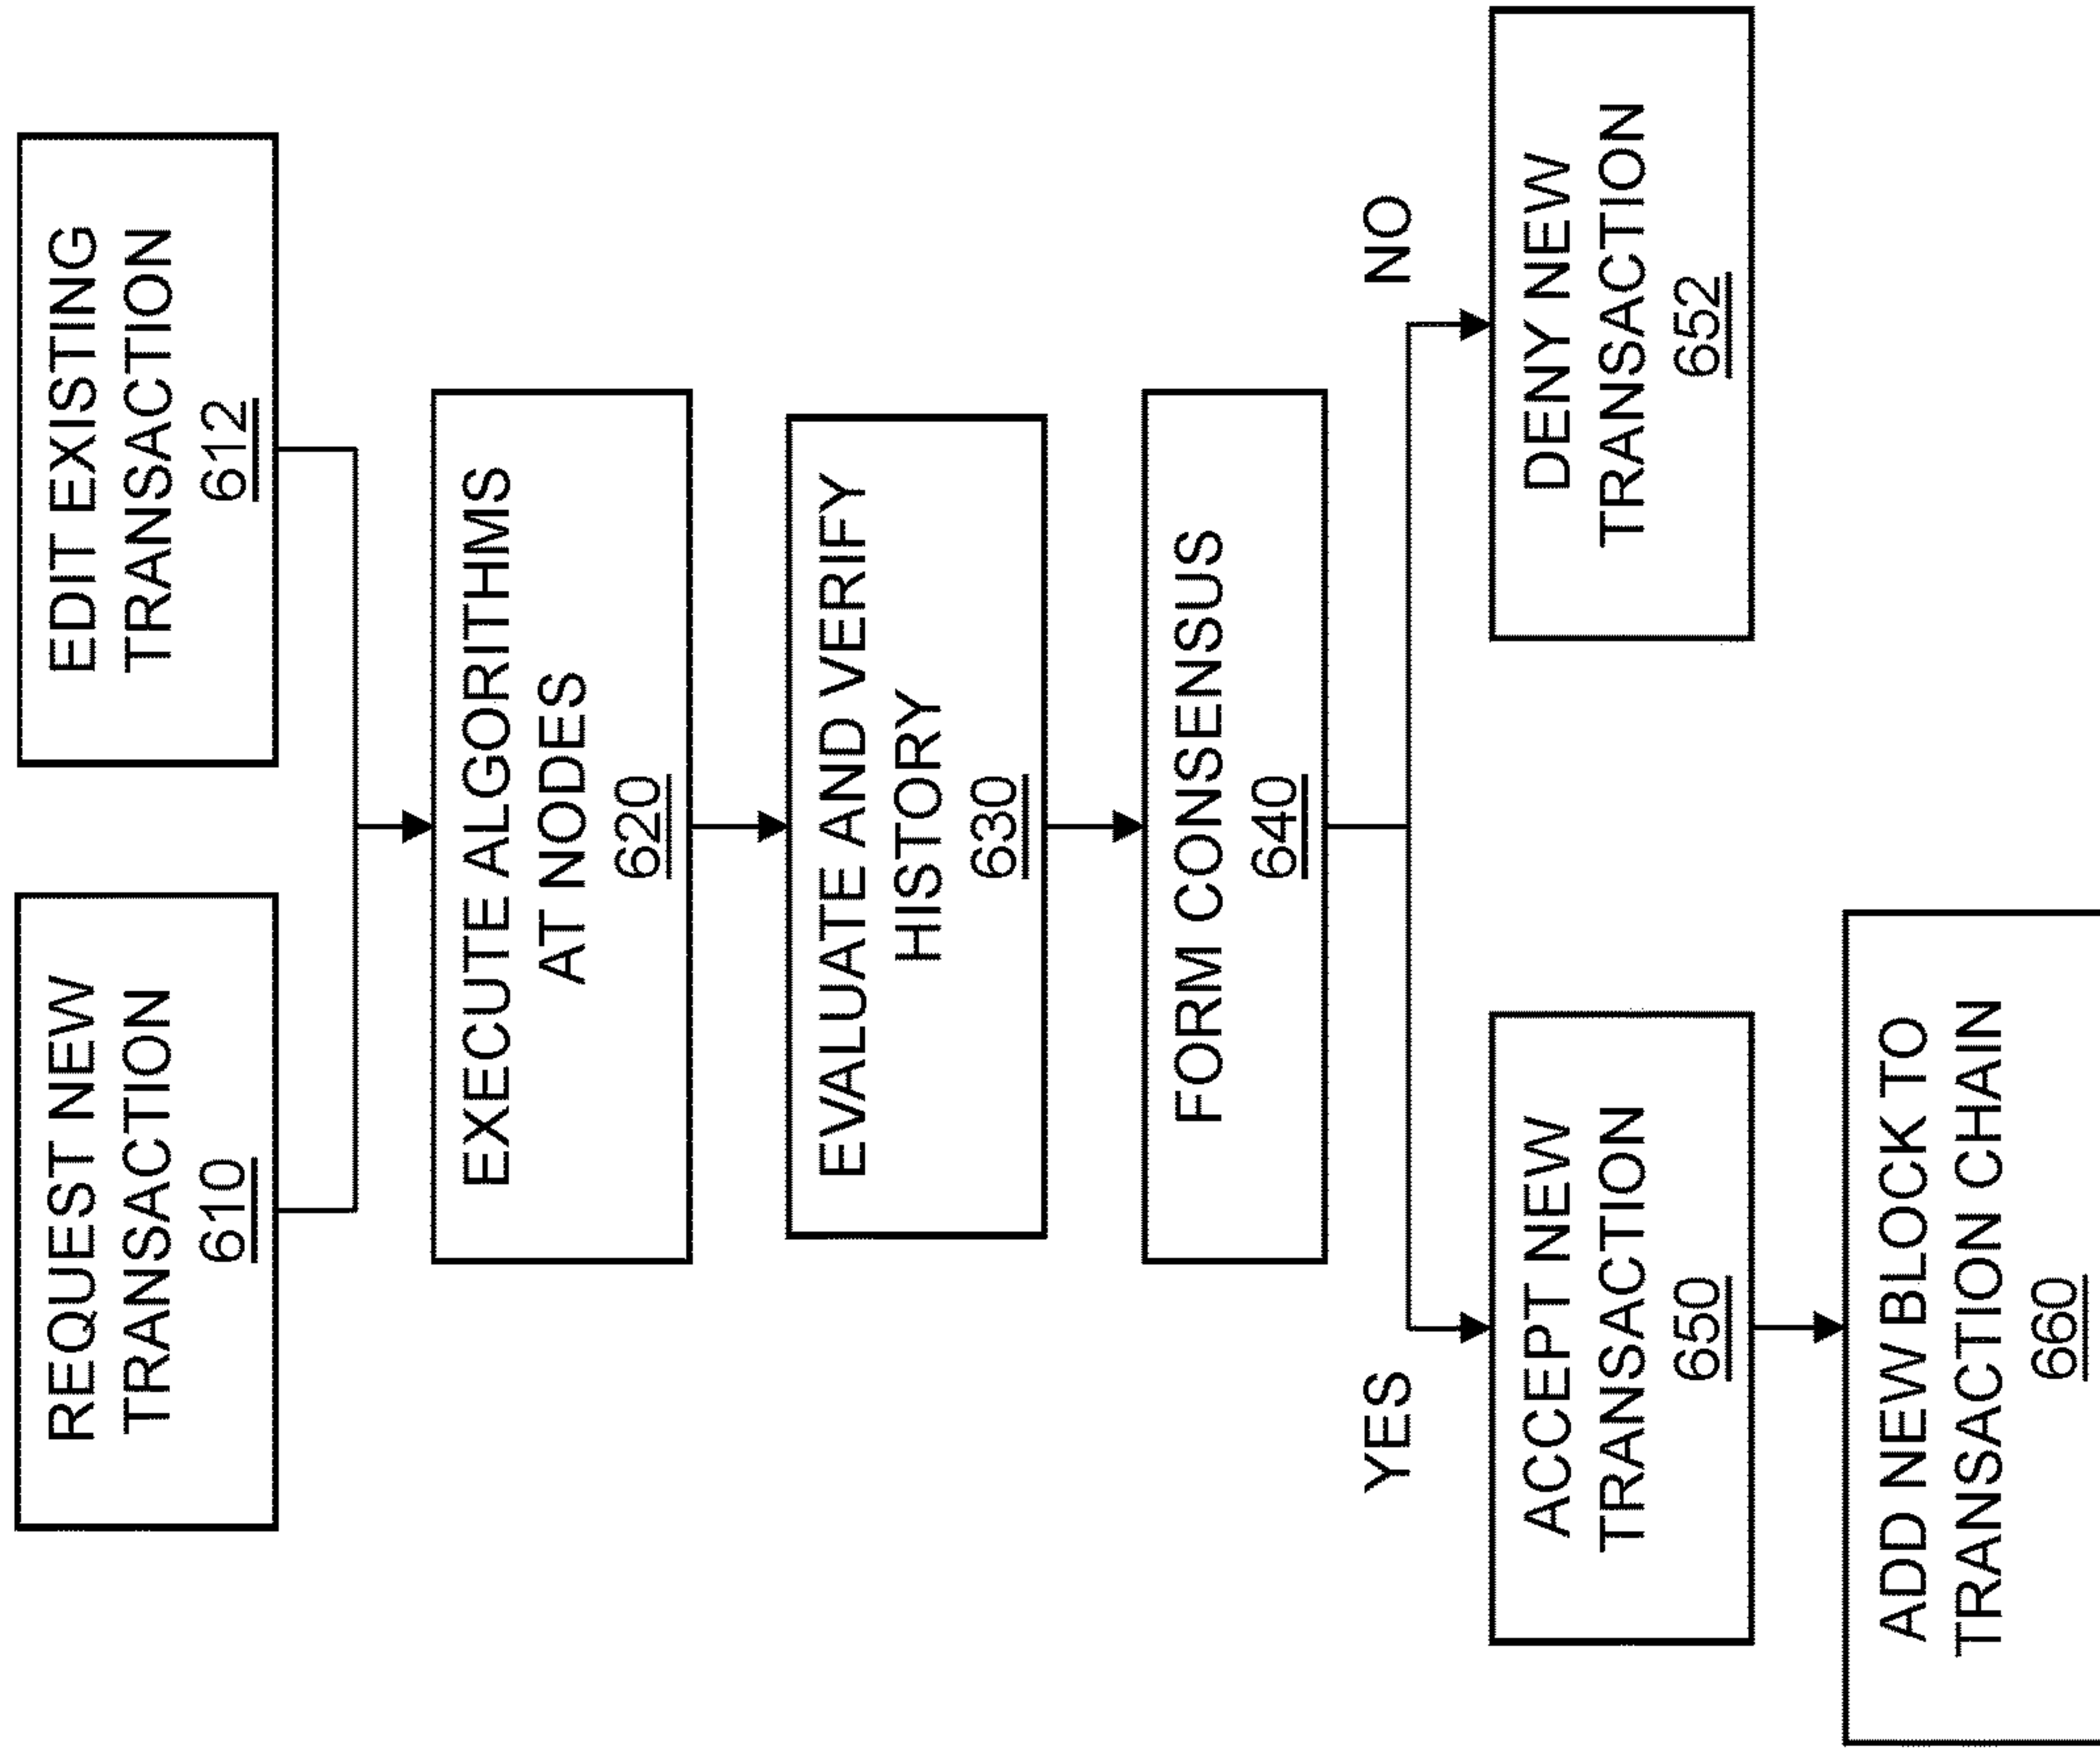 REQUEST NEW
TRANSACTION
610
EDIT EXISTING
TRANSACTION
612
EXECUTE ALGORITHMS
AT NODES
620
EVALUATE AND VERIFY
HISTORY
630
FORM CONSENSUS
640
YES
NO
ACCEPT NEW
TRANSACTION
650
DENY NEW
TRANSACTION
652
ADD NEW BLOCK TO
TRANSACTION CHAIN
660